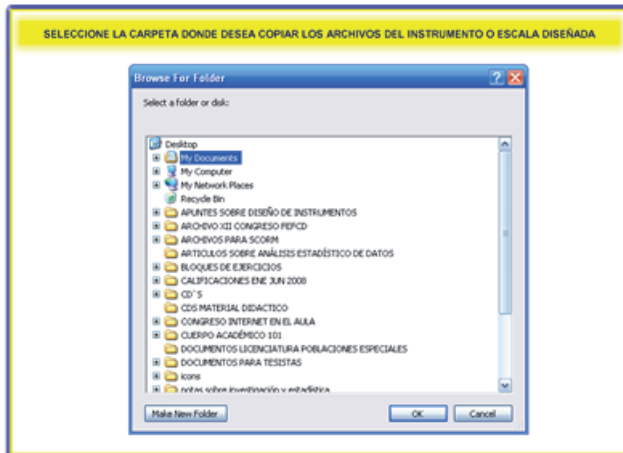 SELECCIONE LA CARPETA DONDE DESEA COPIAR LOS ARCHIVOS DEL INSTRUMENTO O ESCALA DISEÑADA
Browse For Folder
Select a folder or disk:
Desktop
My Documents
My Computer
My Network Places
Recycle Bin
APUNTES SOBRE DISEÑO DE INSTRUMENTOS
ARCHIVO XII CONGRESO FEFCD
ARCHIVOS PARA SCORM
ARTICULOS SOBRE ANÁLISIS ESTADÍSTICO DE DATOS
BLOQUES DE EJERCICIOS
CALIFICACIONES ENE JUN 2008
CD`S
CDS MATERIAL DIDACTICO
CONGRESO INTERNET EN EL AULA
CUERPO ACADÉMICO 101
DOCUMENTOS LICENCIATURA POBLACIONES ESPECIALES
DOCUMENTOS PARA TESISTAS
icons
notas sobre investigación y estadística
Make New Folder OK Cancel